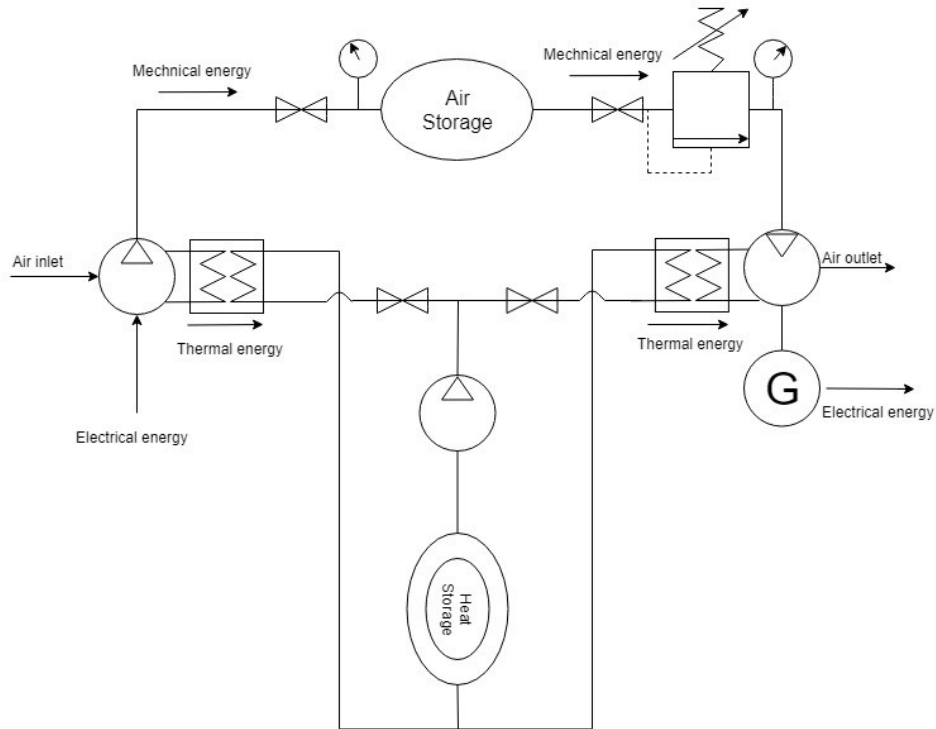 Mechnical energy
Mechnical energy
Air
Storage
Air inlet
Air outlet
Thermal energy
Thermal energy
G
Electrical energy
Electrical energy
Heat
Storage